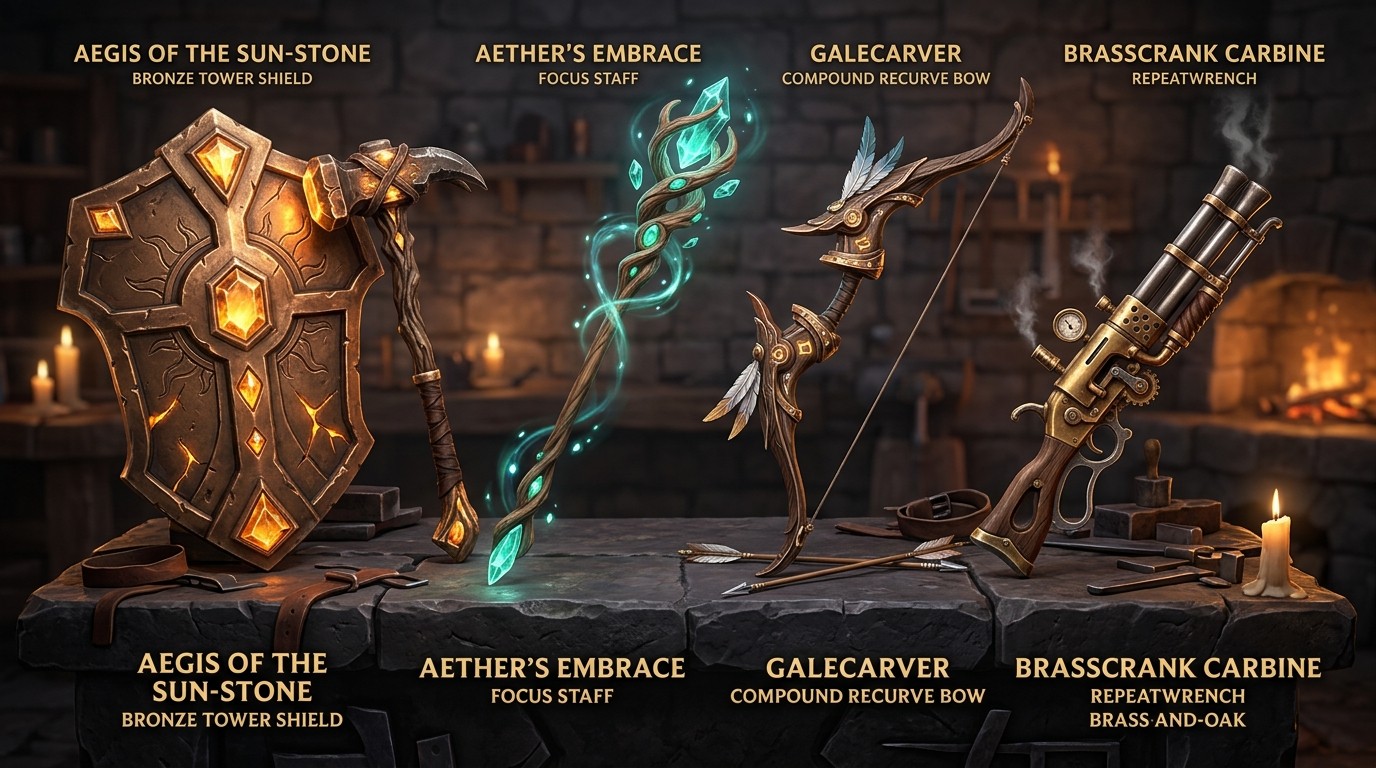 AEGIS OF THE SUN-STONE
BRONZE TOWER SHIELD
AETHER'S EMBRACE
FOCUS STAFF
GALECARVER
COMPOUND RECURVE BOW
BRASSCRANK CARBINE
REPEATWRENCH
AEGIS OF THE
SUN-STONE
BRONZE TOWER SHIELD
AETHER'S EMBRACE
FOCUS STAFF
GALECARVER
COMPOUND RECURVE BOW
BRASSCRANK CARBINE
REPEATWRENCH
BRASS-AND-OAK